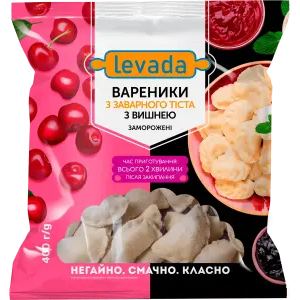 levada
ВАРЕНИКИ
З ЗАВАРНОГО ТІСТА
З ВИШНЕЮ
ЗАМОРОЖЕНІ
ЧАС ПРИГОТУВАННЯ
ВСЬОГО 2 ХВИЛИНИ
ПІСЛЯ ЗАКИПАННЯ
400 г/g
НЕГАЙНО. СМАЧНО. КЛАСНО